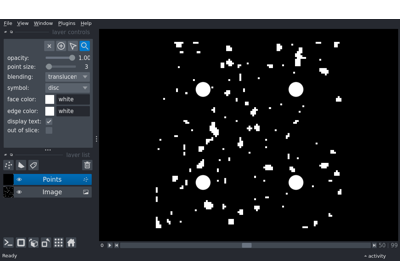 File View Window Plugins Help
layer controls
opacity: 1.00
point size: 3
blending: translucen
symbol: disc
face color: white
edge color: white
display text:
out of slice:
layer list
Points
Image
0 50 99
Ready activity